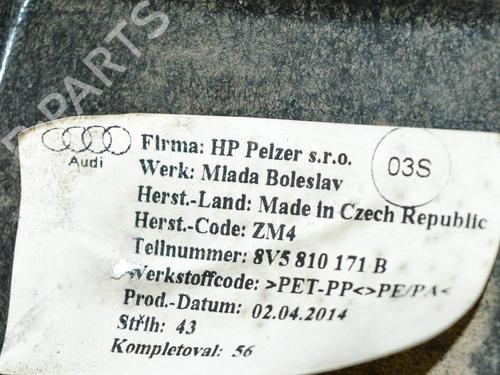 B-PARTS
Audi
Firma: HP Pelzer s.r.o.
03S
Werk: Mlada Boleslav
Herst.-Land: Made in Czech Republic
Herst.-Code: ZM4
Teilnummer: 8V5 810 171 B
Werkstoffcode: >PET-PP<>PE/PA<
Prod.-Datum: 02.04.2014
Střih: 43
Kompletoval: 56